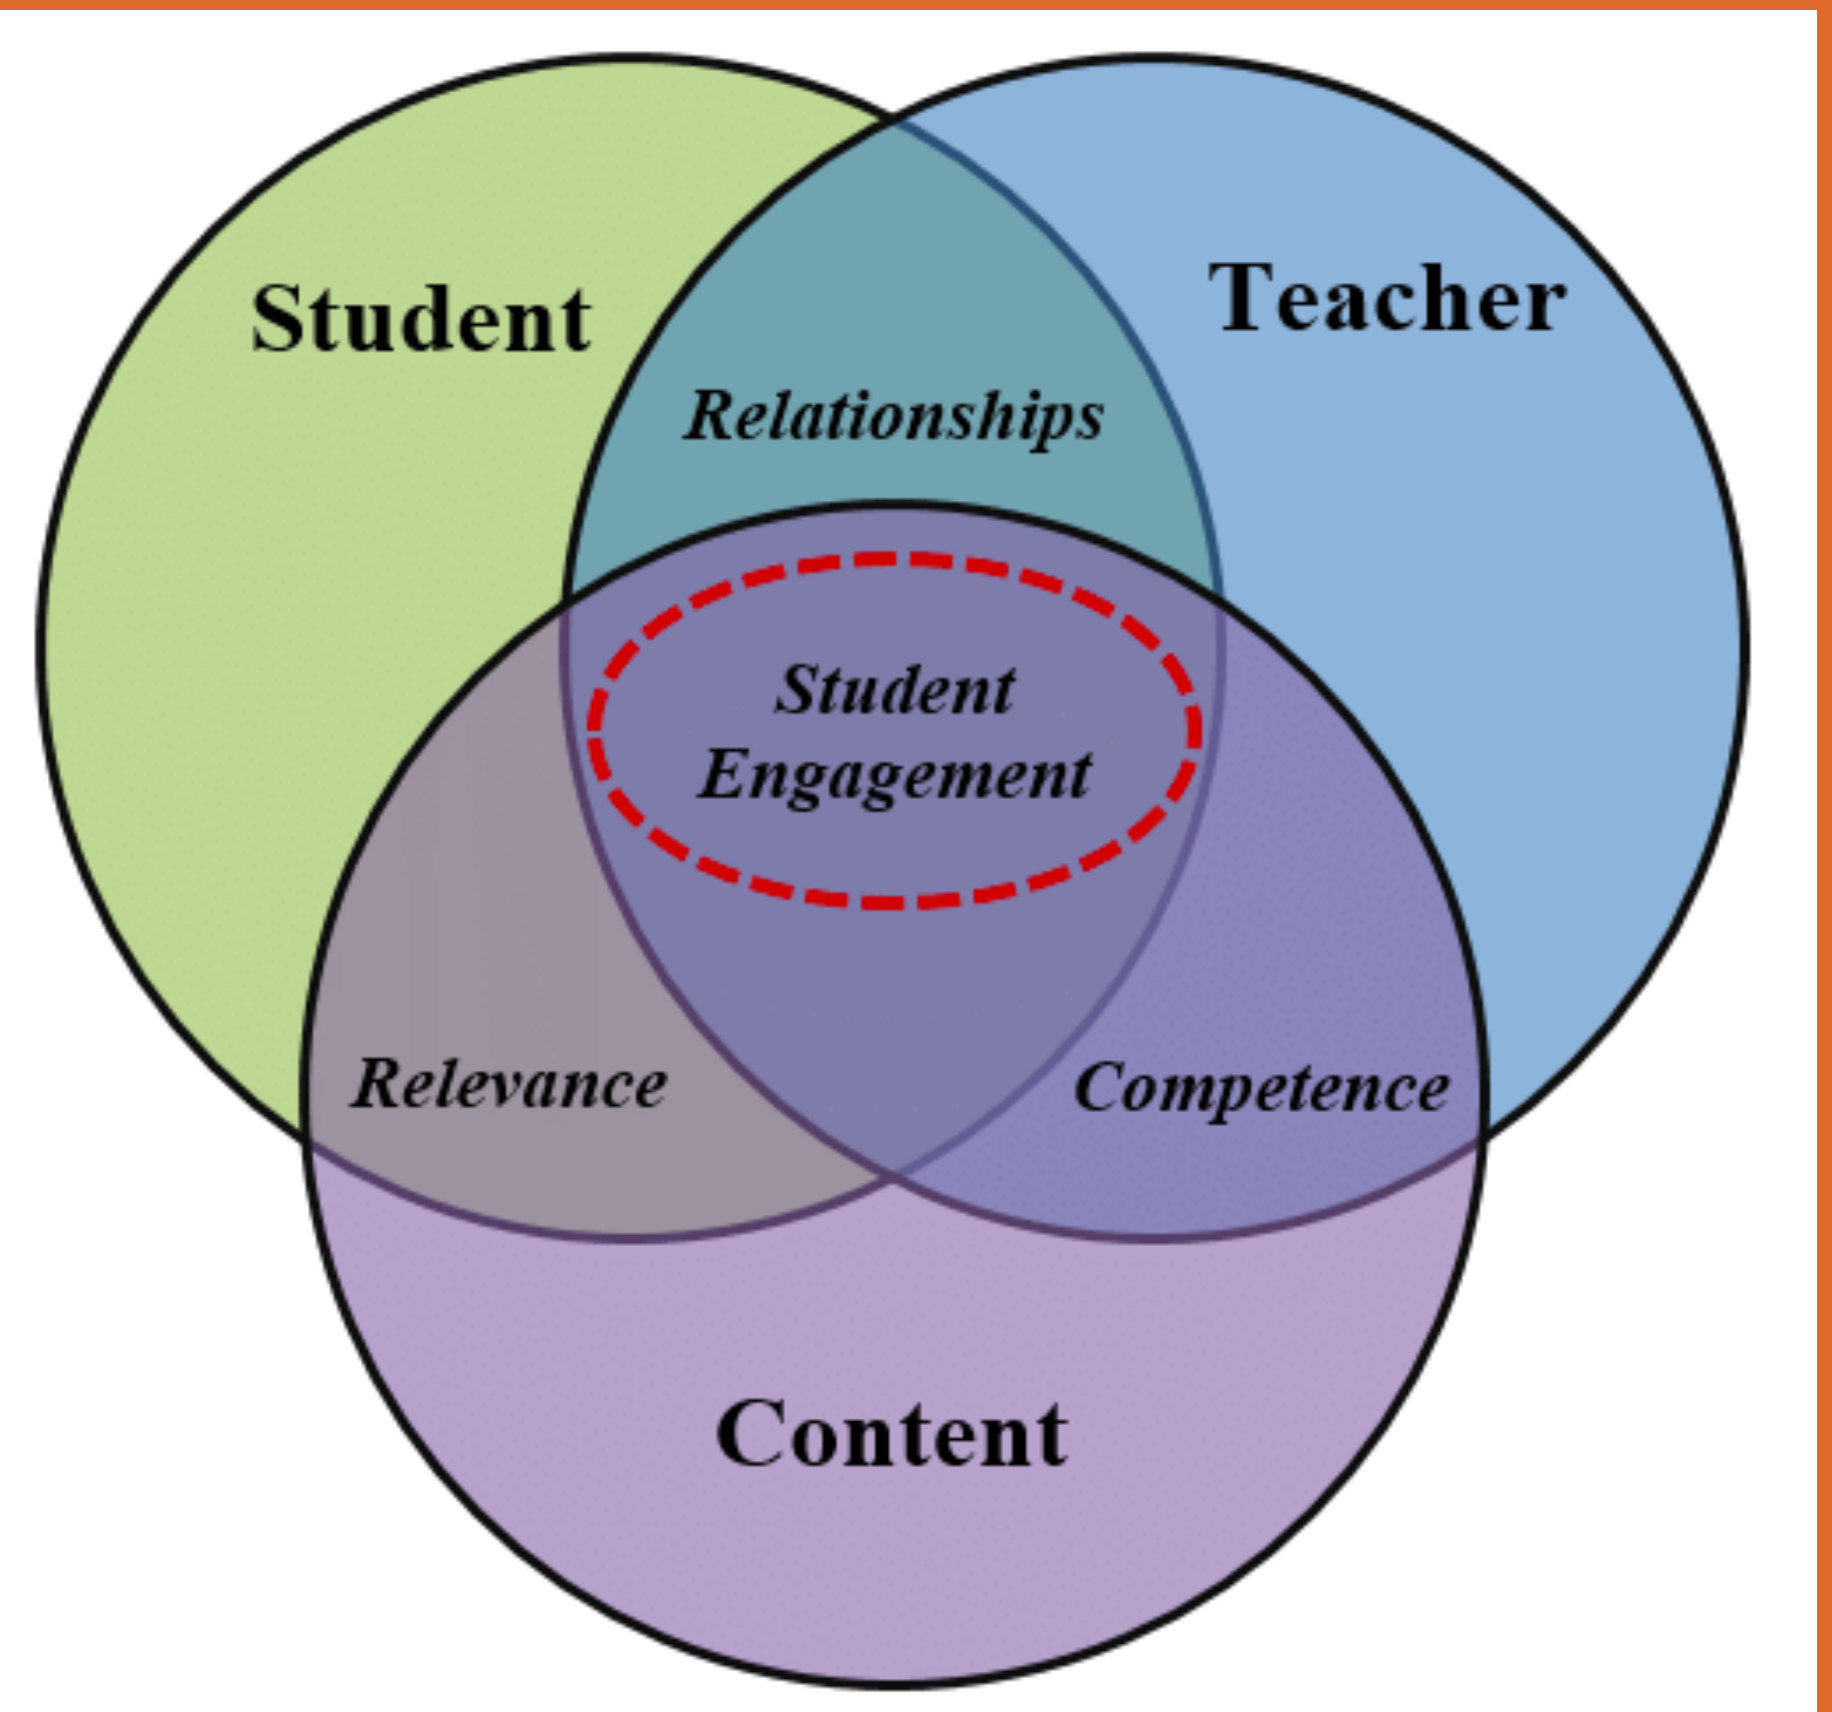 Student
Teacher
Relationships
Student
Engagement
Relevance
Competence
Content